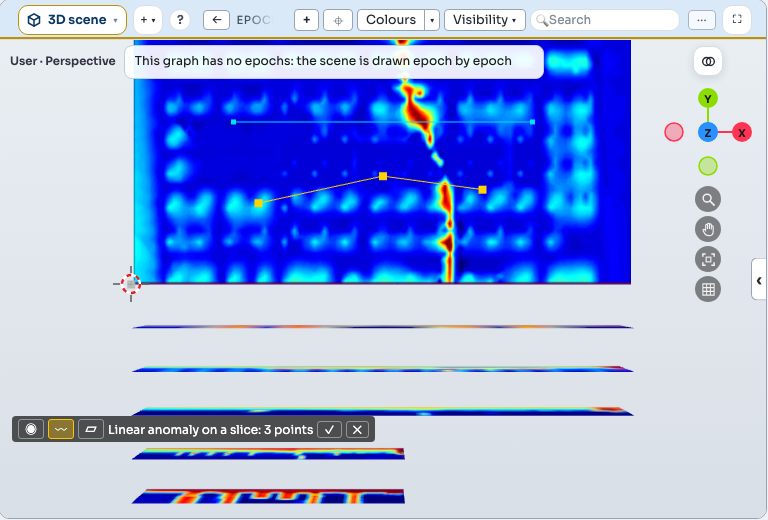 3D scene
+
?
EPOC
+
Colours
Visibility
Search
...
User · Perspective
This graph has no epochs: the scene is drawn epoch by epoch
Y
Z
X
Linear anomaly on a slice: 3 points